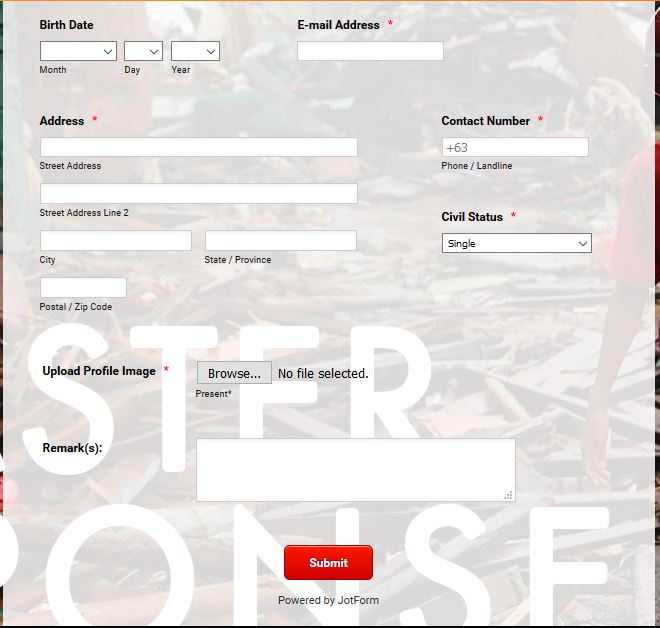 Birth Date
E-mail Address *
Month Day Year
Address *
Contact Number *
+63
Street Address
Phone / Landline
Street Address Line 2
Civil Status *
Single
City State / Province
Postal / Zip Code
STER
Upload Profile Image * Browse... No file selected.
Present*
Remark(s):
PONSE
Submit
Powered by JotForm